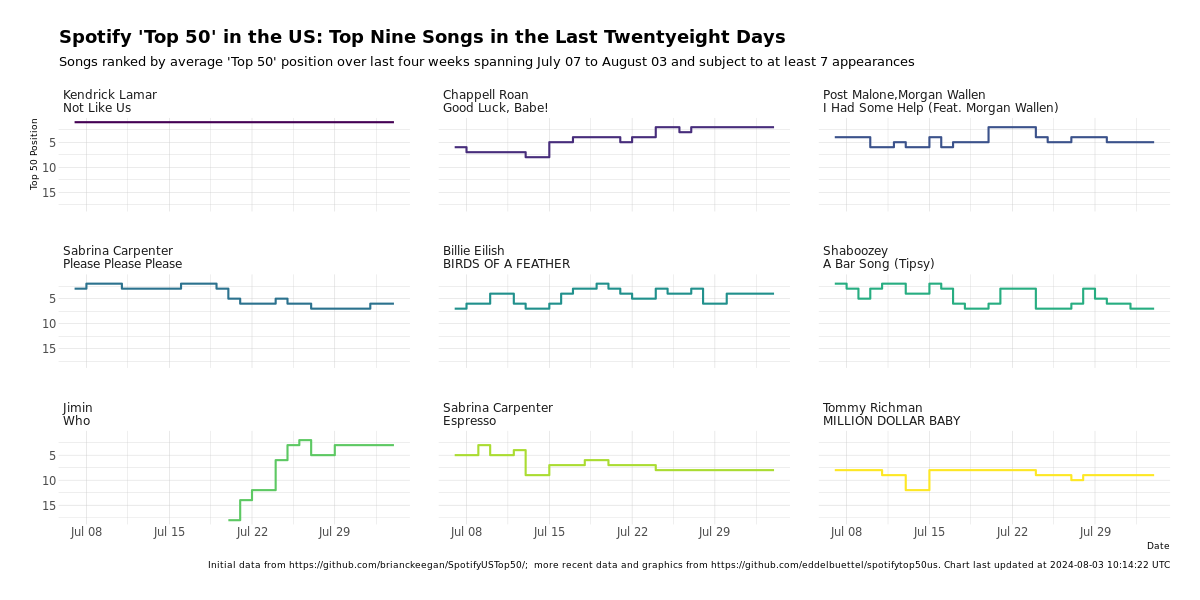 Spotify 'Top 50' in the US: Top Nine Songs in the Last Twentyeight Days
Songs ranked by average 'Top 50' position over last four weeks spanning July 07 to August 03 and subject to at least 7 appearances
Kendrick Lamar
Not Like Us
Chappell Roan
Good Luck, Babe!
Post Malone,Morgan Wallen
I Had Some Help (Feat. Morgan Wallen)
Top 50 Position
5
10
15
Sabrina Carpenter
Please Please Please
Billie Eilish
BIRDS OF A FEATHER
Shaboozey
A Bar Song (Tipsy)
5
10
15
Jimin
Who
Sabrina Carpenter
Espresso
Tommy Richman
MILLION DOLLAR BABY
5
10
15
Jul 08 Jul 15 Jul 22 Jul 29
Jul 08 Jul 15 Jul 22 Jul 29
Jul 08 Jul 15 Jul 22 Jul 29
Date
Initial data from https://github.com/brianckeegan/SpotifyUSTop50/;  more recent data and graphics from https://github.com/eddelbuettel/spotifytop50us. Chart last updated at 2024-08-03 10:14:22 UTC